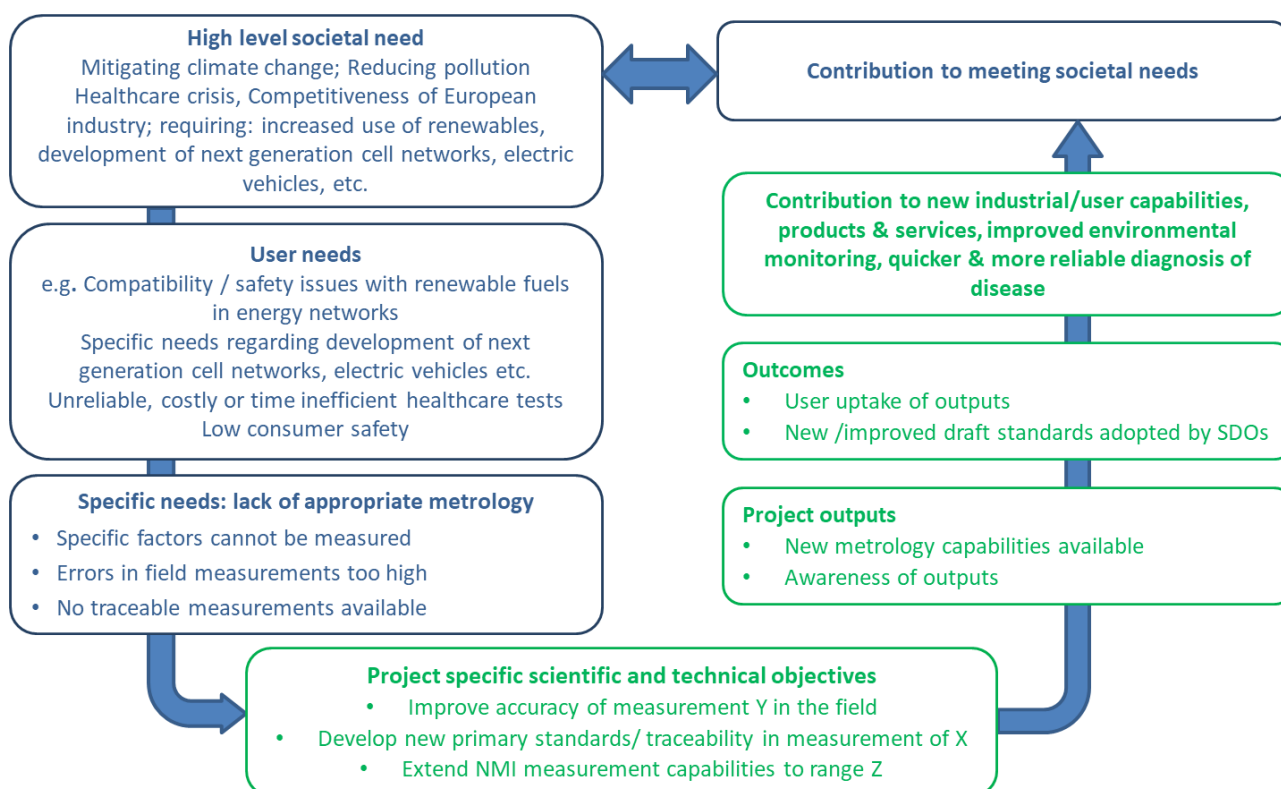 High level societal need
Mitigating climate change; Reducing pollution
Healthcare crisis, Competitiveness of European
industry; requiring: increased use of renewables,
development of next generation cell networks, electric
vehicles, etc.
User needs
e.g. Compatibility / safety issues with renewable fuels
in energy networks
Specific needs regarding development of next
generation cell networks, electric vehicles etc.
Unreliable, costly or time inefficient healthcare tests
Low consumer safety
Specific needs: lack of appropriate metrology
• Specific factors cannot be measured
• Errors in field measurements too high
• No traceable measurements available
Project specific scientific and technical objectives
• Improve accuracy of measurement Y in the field
• Develop new primary standards/ traceability in measurement of X
• Extend NMI measurement capabilities to range Z
Project outputs
• New metrology capabilities available
• Awareness of outputs
Outcomes
• User uptake of outputs
• New /improved draft standards adopted by SDOs
Contribution to new industrial/user capabilities,
products & services, improved environmental
monitoring, quicker & more reliable diagnosis of
disease
Contribution to meeting societal needs